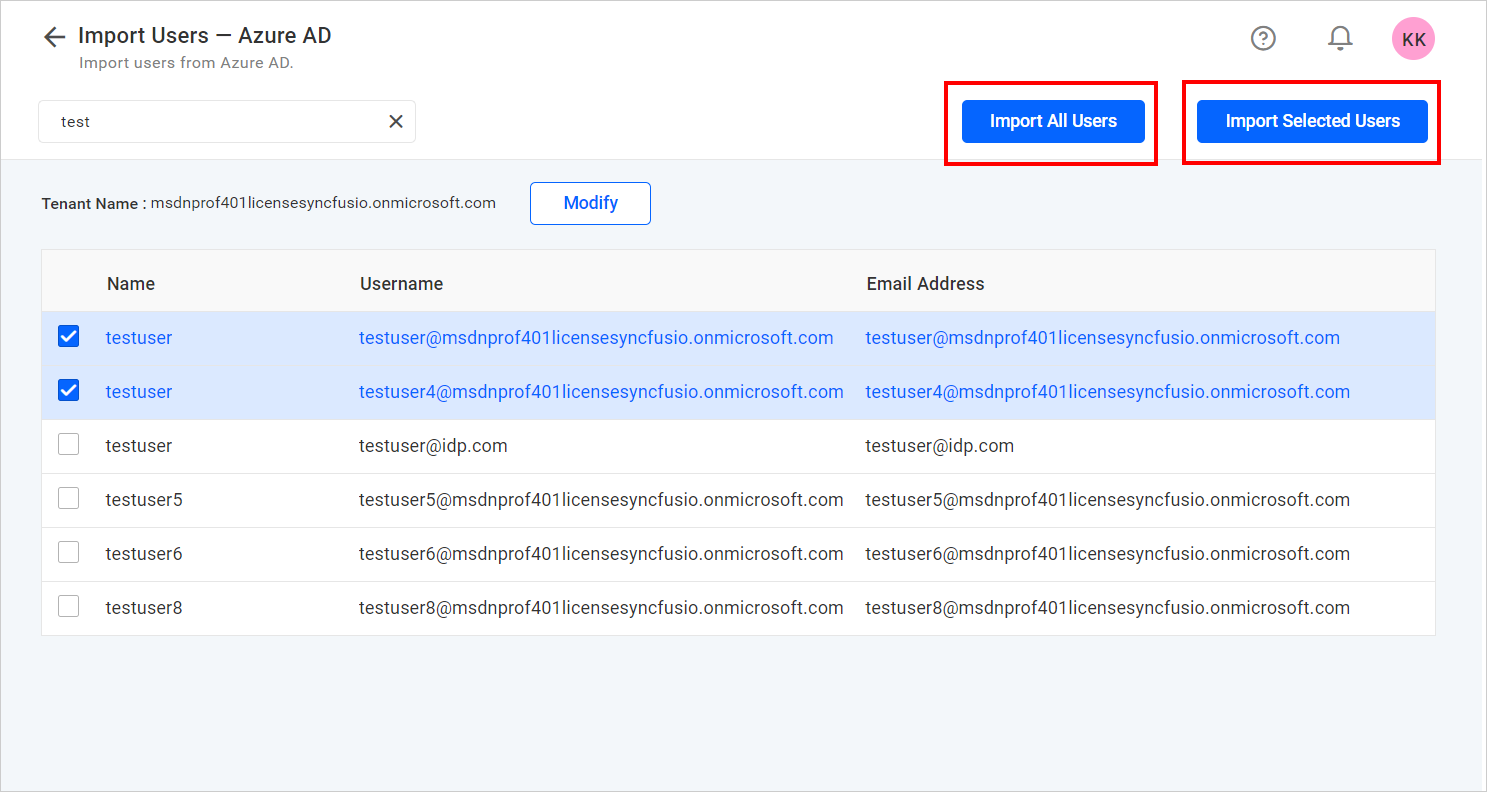 Import Users — Azure AD
Import users from Azure AD.
KK
test
Import All Users
Import Selected Users
Tenant Name : msdnprof401licensesyncfusio.onmicrosoft.com
Modify
Name Username Email Address
testuser testuser@msdnprof401licensesyncfusio.onmicrosoft.com testuser@msdnprof401licensesyncfusio.onmicrosoft.com
testuser testuser4@msdnprof401licensesyncfusio.onmicrosoft.com testuser4@msdnprof401licensesyncfusio.onmicrosoft.com
testuser testuser@idp.com testuser@idp.com
testuser5 testuser5@msdnprof401licensesyncfusio.onmicrosoft.com testuser5@msdnprof401licensesyncfusio.onmicrosoft.com
testuser6 testuser6@msdnprof401licensesyncfusio.onmicrosoft.com testuser6@msdnprof401licensesyncfusio.onmicrosoft.com
testuser8 testuser8@msdnprof401licensesyncfusio.onmicrosoft.com testuser8@msdnprof401licensesyncfusio.onmicrosoft.com